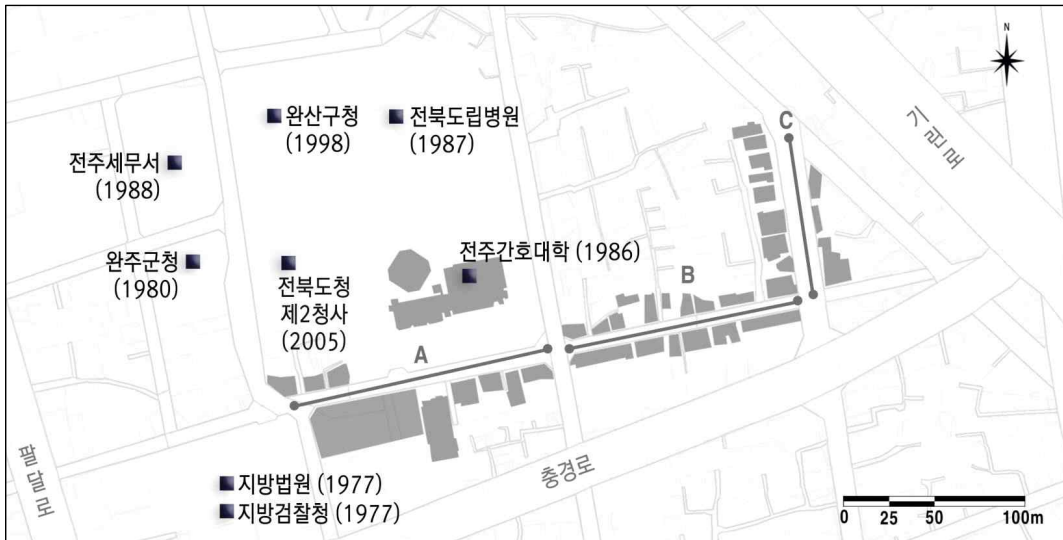 N
완산구청
(1998)
전북도립병원
(1987)
C
기린로
전주세무서
(1988)
완주군청
(1980)
전북도청
제2청사
(2005)
전주간호대학 (1986)
B
A
팔달로
지방법원 (1977)
지방검찰청 (1977)
충경로
0 25 50 100m